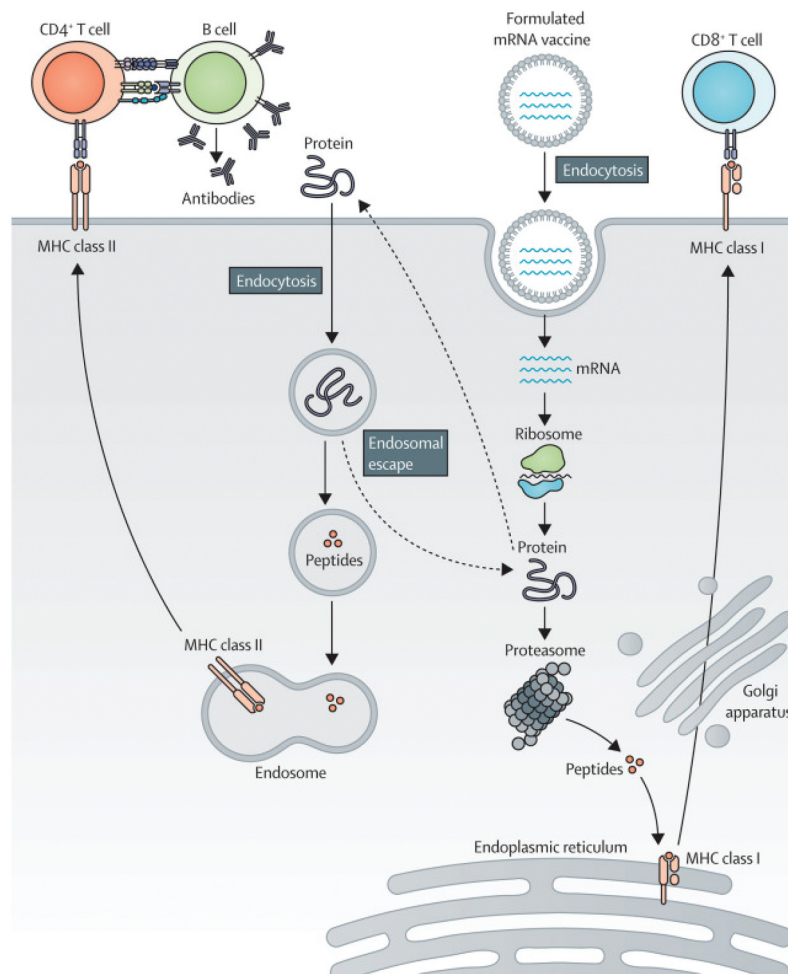 CD4+ T cell
B cell
Formulated
mRNA vaccine
CD8+ T cell
Protein
Endocytosis
Antibodies
MHC class II
MHC class I
Endocytosis
mRNA
Endosomal
escape
Ribosome
Peptides
Protein
MHC class II
Proteasome
Golgi
apparatus
Endosome
Peptides
Endoplasmic reticulum
MHC class I